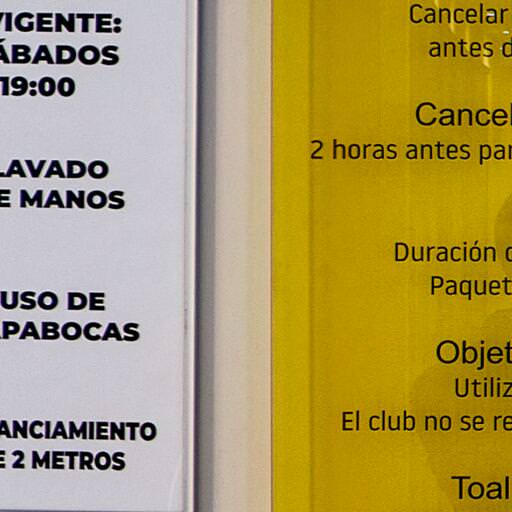 VIGENTE:
ÁBADOS
19:00
LAVADO
E MANOS
USO DE
APABOCAS
ANCIAMIENTO
E 2 METROS
Cancelar
antes d
Cancel
2 horas antes par
Duración
Paquet
Objet
Utiliz
El club no se re
Toal